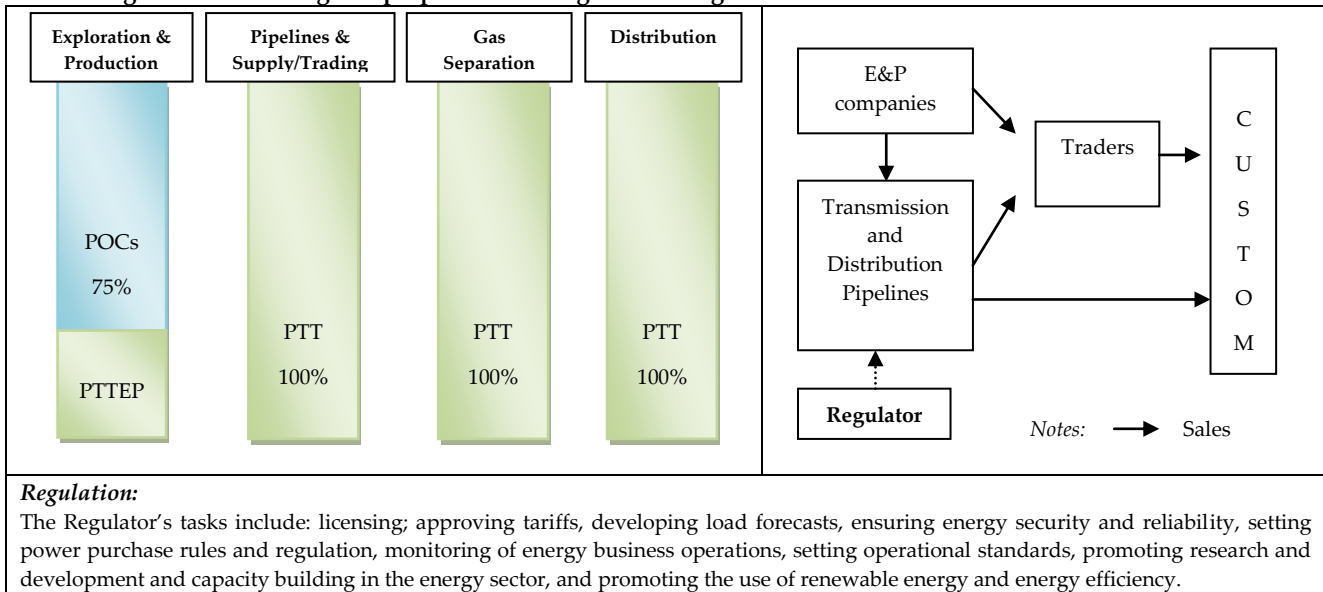 Exploration &
Production
Pipelines &
Supply/Trading
Gas
Separation
Distribution
POCs
75%
PTTEP
PTT
100%
PTT
100%
PTT
100%
E&P
companies
Traders
Transmission
and
Distribution
Pipelines
Regulator
C
U
S
T
O
M
Notes:
Sales
Regulation:
The Regulator's tasks include: licensing; approving tariffs, developing load forecasts, ensuring energy security and reliability, setting
power purchase rules and regulation, monitoring of energy business operations, setting operational standards, promoting research and
development and capacity building in the energy sector, and promoting the use of renewable energy and energy efficiency.